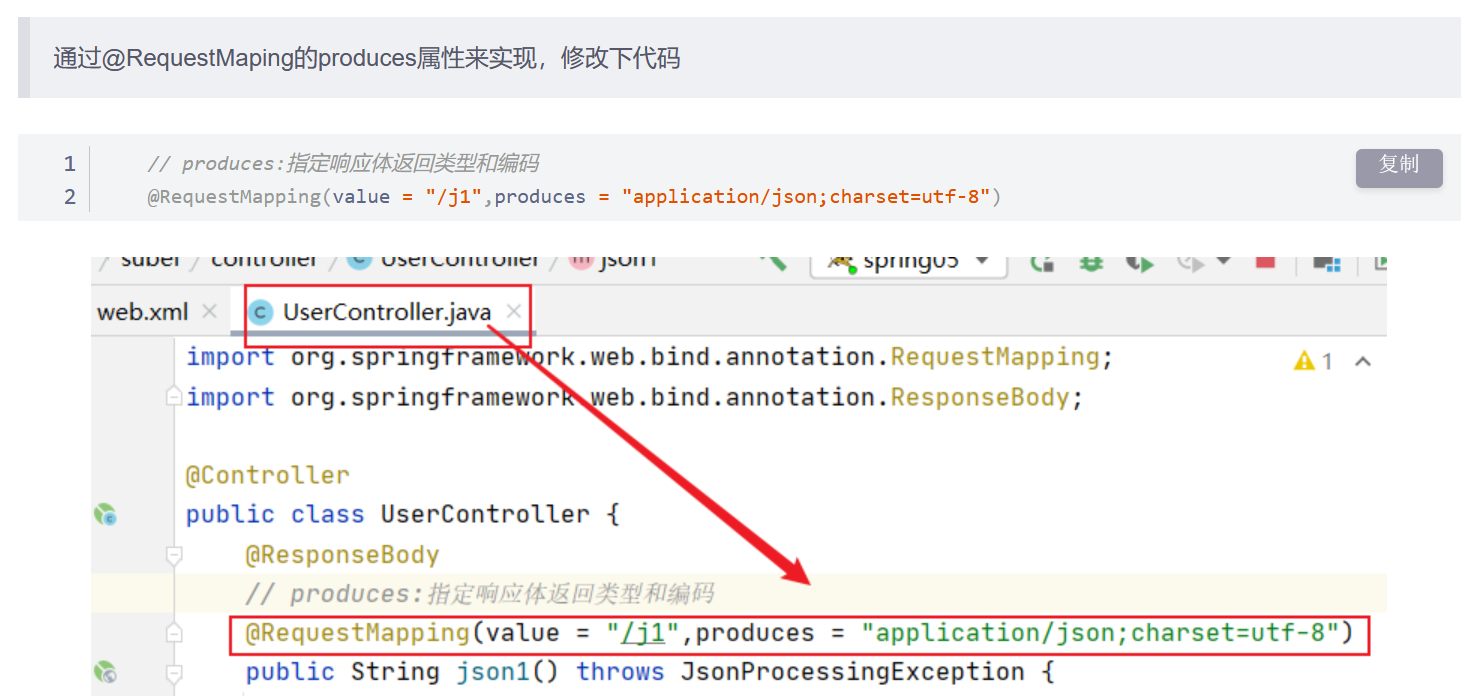 通过@RequestMaping的produces属性来实现，修改下代码
1 // produces:指定响应体返回类型和编码
复制
2 @RequestMapping(value = "/j1",produces = "application/json;charset=utf-8")
/ suber / controller / C UserController / m json1 spring05
web.xml × C UserController.java ×
import org.springframework.web.bind.annotation.RequestMapping;
1
import org.springframework.web.bind.annotation.ResponseBody;
@Controller
public class UserController {
@ResponseBody
// produces:指定响应体返回类型和编码
@RequestMapping(value = "/j1",produces = "application/json;charset=utf-8")
public String json1() throws JsonProcessingException {